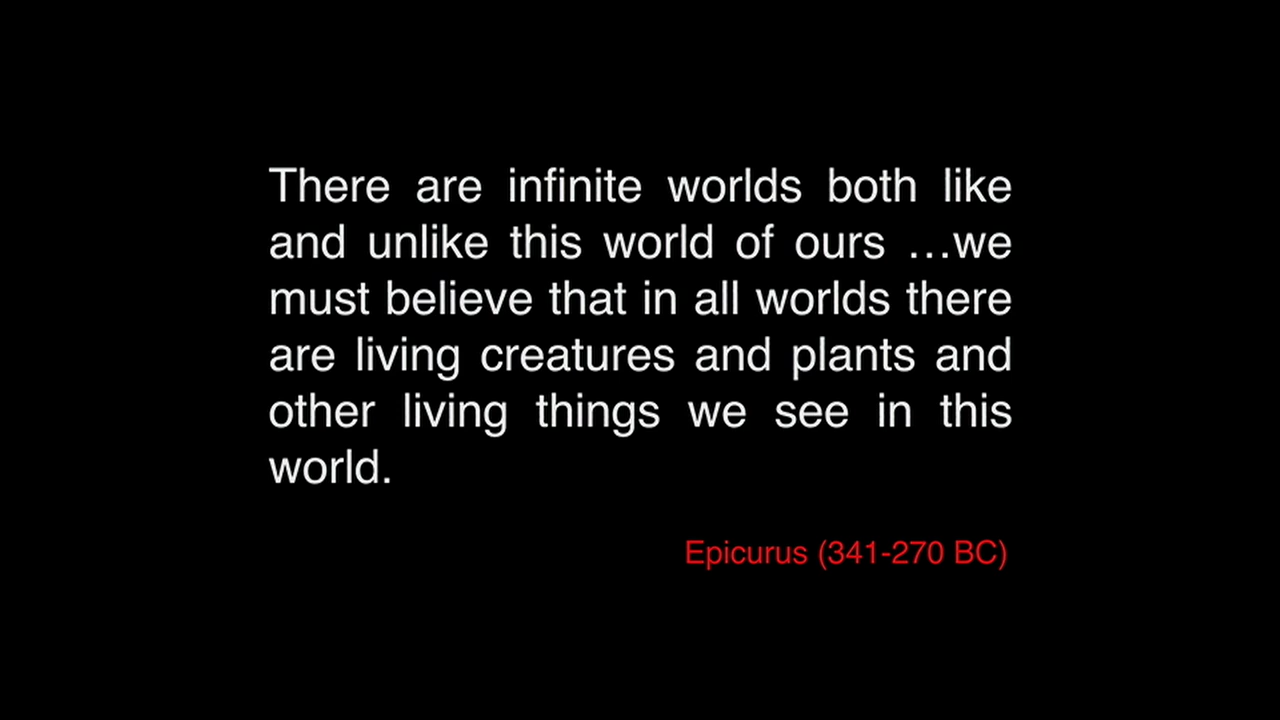 There are infinite worlds both like
and unlike this world of ours …we
must believe that in all worlds there
are living creatures and plants and
other living things we see in this
world.
Epicurus (341-270 BC)